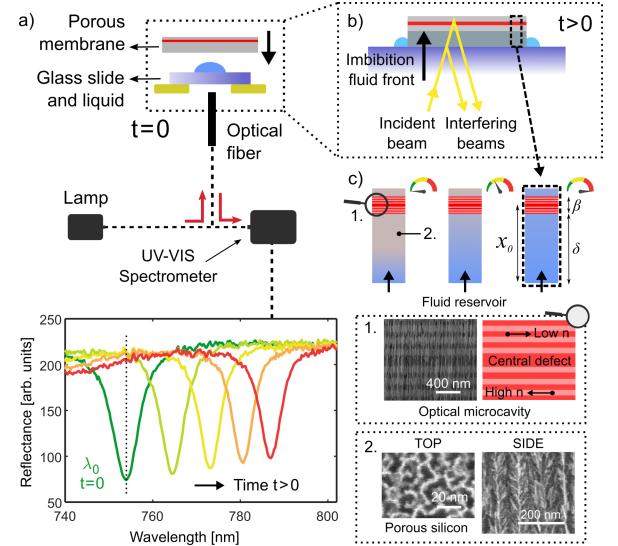 a)
Porous
membrane
Glass slide
and liquid
t=0
Optical
fiber
Lamp
UV-VIS
Spectrometer
b)
t>0
Imbibition
fluid front
Incident
beam
Interfering
beams
c)
1.
2.
x₀
β
δ
Fluid reservoir
1.
400 nm
Low n
Central defect
High n
Optical microcavity
2.
TOP
SIDE
20 nm
200 nm
Porous silicon
250
200
150
100
50
Reflectance [arb. units]
λ₀
t=0
Time t>0
740
760
780
800
Wavelength [nm]